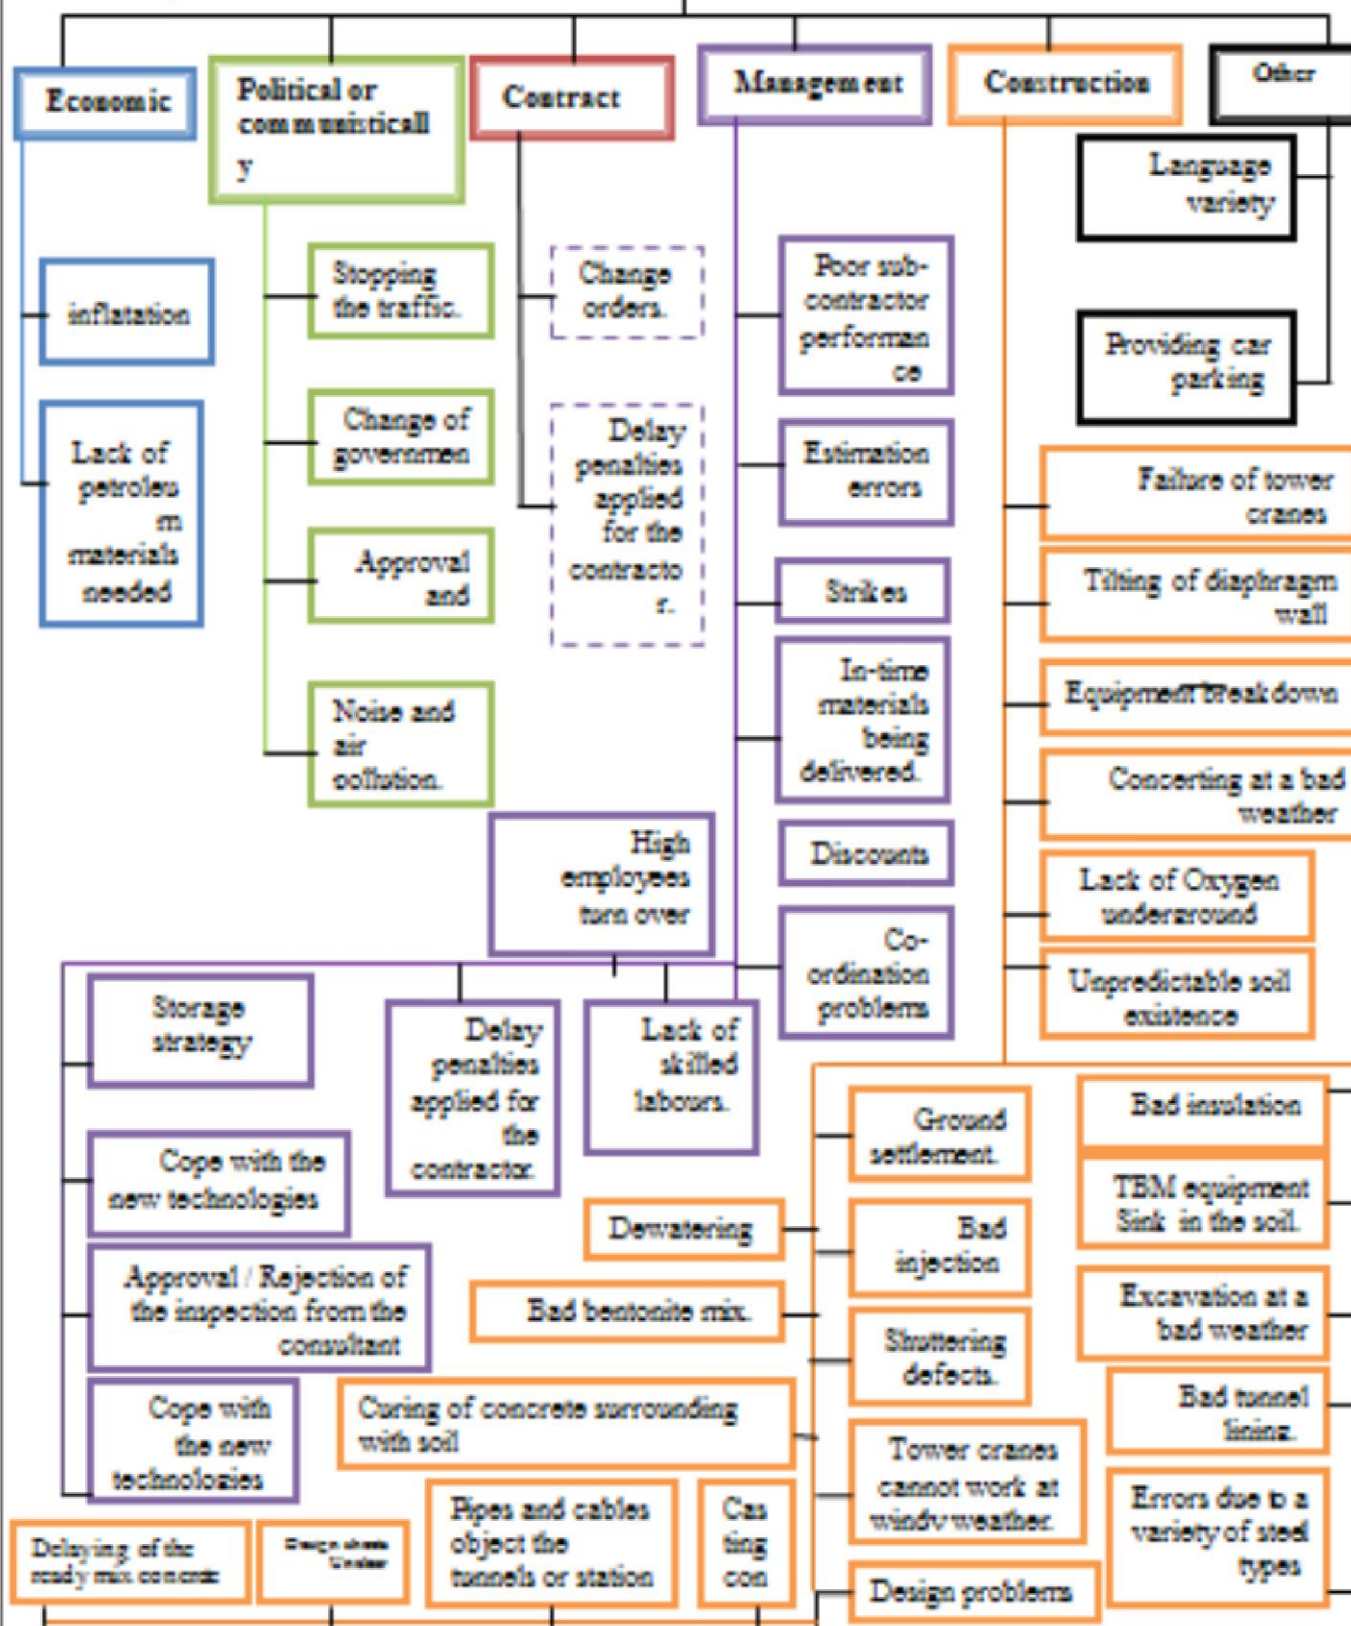 Economic
Political or
communisticall
y
Contract
Management
Construction
Other
inflatation
Lack of
petroleu
m
materials
needed
Stopping
the traffic.
Change of
governmen
Approval
and
Noise and
air
pollution.
Change
orders.
Delay
penalties
applied
for the
contracto
r.
Poor sub-
contractor
performan
ce
Estimation
errors
Strikes
In-time
materials
being
delivered.
Discounts
Co-
ordination
problems
High
employees
turn over
Storage
strategy
Cope with the
new technologies
Approval / Rejection of
the inspection from the
consultant
Cope with
the new
technologies
Delay
penalties
applied for
the
contractor.
Lack of
skilled
labours.
Language
variety
Providing car
parking
Failure of tower
cranes
Tilting of diaphragm
wall
Equipment breakdown
Concerting at a bad
weather
Lack of Oxygen
underground
Unpredictable soil
existence
Ground
settlement.
Bad
injection
Shuttering
defects.
Tower cranes
cannot work at
windy weather.
Design problems
Bad insulation
TBM equipment
Sink in the soil.
Excavation at a
bad weather
Bad tunnel
lining.
Errors due to a
variety of steel
types
Dewatering
Bad bentonite mix.
Curing of concrete surrounding
with soil
Pipes and cables
object the
tunnels or station
Cas
ting
con
Delaying of the
ready mix concrete
Design sheets
Unclear